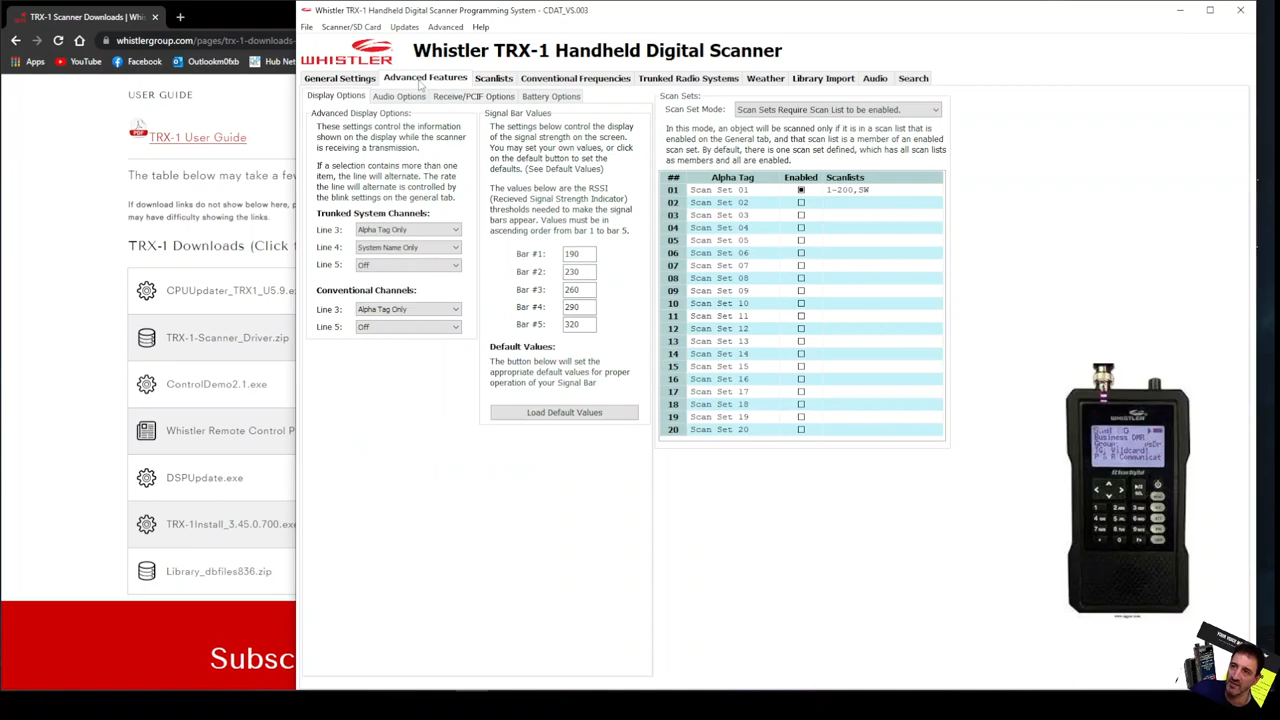 TRX-1 Scanner Downloads | Whis
Whistler TRX-1 Handheld Digital Scanner Programming System - CDAT_VS.003
File Scanner/SD Card Updates Advanced Help
whistlergroup.com/pages/trx-1-downloads-
Apps YouTube Outlookm0fxb Hub Net
WHISTLER
Whistler TRX-1 Handheld Digital Scanner
General Settings Advanced Features Scanlists Conventional Frequencies Trunked Radio Systems Weather Library Import Audio Search
Display Options Audio Options Receive/PCIF Options Battery Options
USER GUIDE
PDF
TRX-1 User Guide
The table below may take a few
If download links do not show below here, p
may have difficulty showing the links.
TRX-1 Downloads (Click t
CPUUpdater_TRX1_U5.9.e
TRX-1-Scanner_Driver.zip
ControlDemo2.1.exe
Whistler Remote Control P
DSPUpdate.exe
TRX-1Install_3.45.0.700.ex
Library_dbfiles836.zip
Subsc
Advanced Display Options:
These settings control the information
shown on the display while the scanner
is receiving a transmission.
If a selection contains more than one
item, the line will alternate. The rate
the line will alternate is controlled by
the blink settings on the general tab.
Trunked System Channels:
Line 3: Alpha Tag Only
Line 4: System Name Only
Line 5: Off
Conventional Channels:
Line 3: Alpha Tag Only
Line 5: Off
Signal Bar Values
The settings below control the display
of the signal strength on the screen.
You may set your own values, or click
on the default button to set the
defaults. (See Default Values)
The values below are the RSSI
(Recieved Signal Strength Indicator)
thresholds needed to make the signal
bars appear. Values must be in
ascending order from bar 1 to bar 5.
Bar #1: 190
Bar #2: 230
Bar #3: 260
Bar #4: 290
Bar #5: 320
Default Values:
The button below will set the
appropriate default values for proper
operation of your Signal Bar
Load Default Values
Scan Sets:
Scan Set Mode: Scan Sets Require Scan List to be enabled.
In this mode, an object will be scanned only if it is in a scan list that is
enabled on the General tab, and that scan list is a member of an enabled
scan set. By default, there is one scan set defined, which has all scan lists
as members and all are enabled.
## Alpha Tag Enabled Scanlists
01 Scan Set 01 1-200,SW
02 Scan Set 02
03 Scan Set 03
04 Scan Set 04
05 Scan Set 05
06 Scan Set 06
07 Scan Set 07
08 Scan Set 08
09 Scan Set 09
10 Scan Set 10
11 Scan Set 11
12 Scan Set 12
13 Scan Set 13
14 Scan Set 14
15 Scan Set 15
16 Scan Set 16
17 Scan Set 17
18 Scan Set 18
19 Scan Set 19
20 Scan Set 20
WHISTLER
Business DMR
Group:
TG, Wildcard1
P & R Communicat